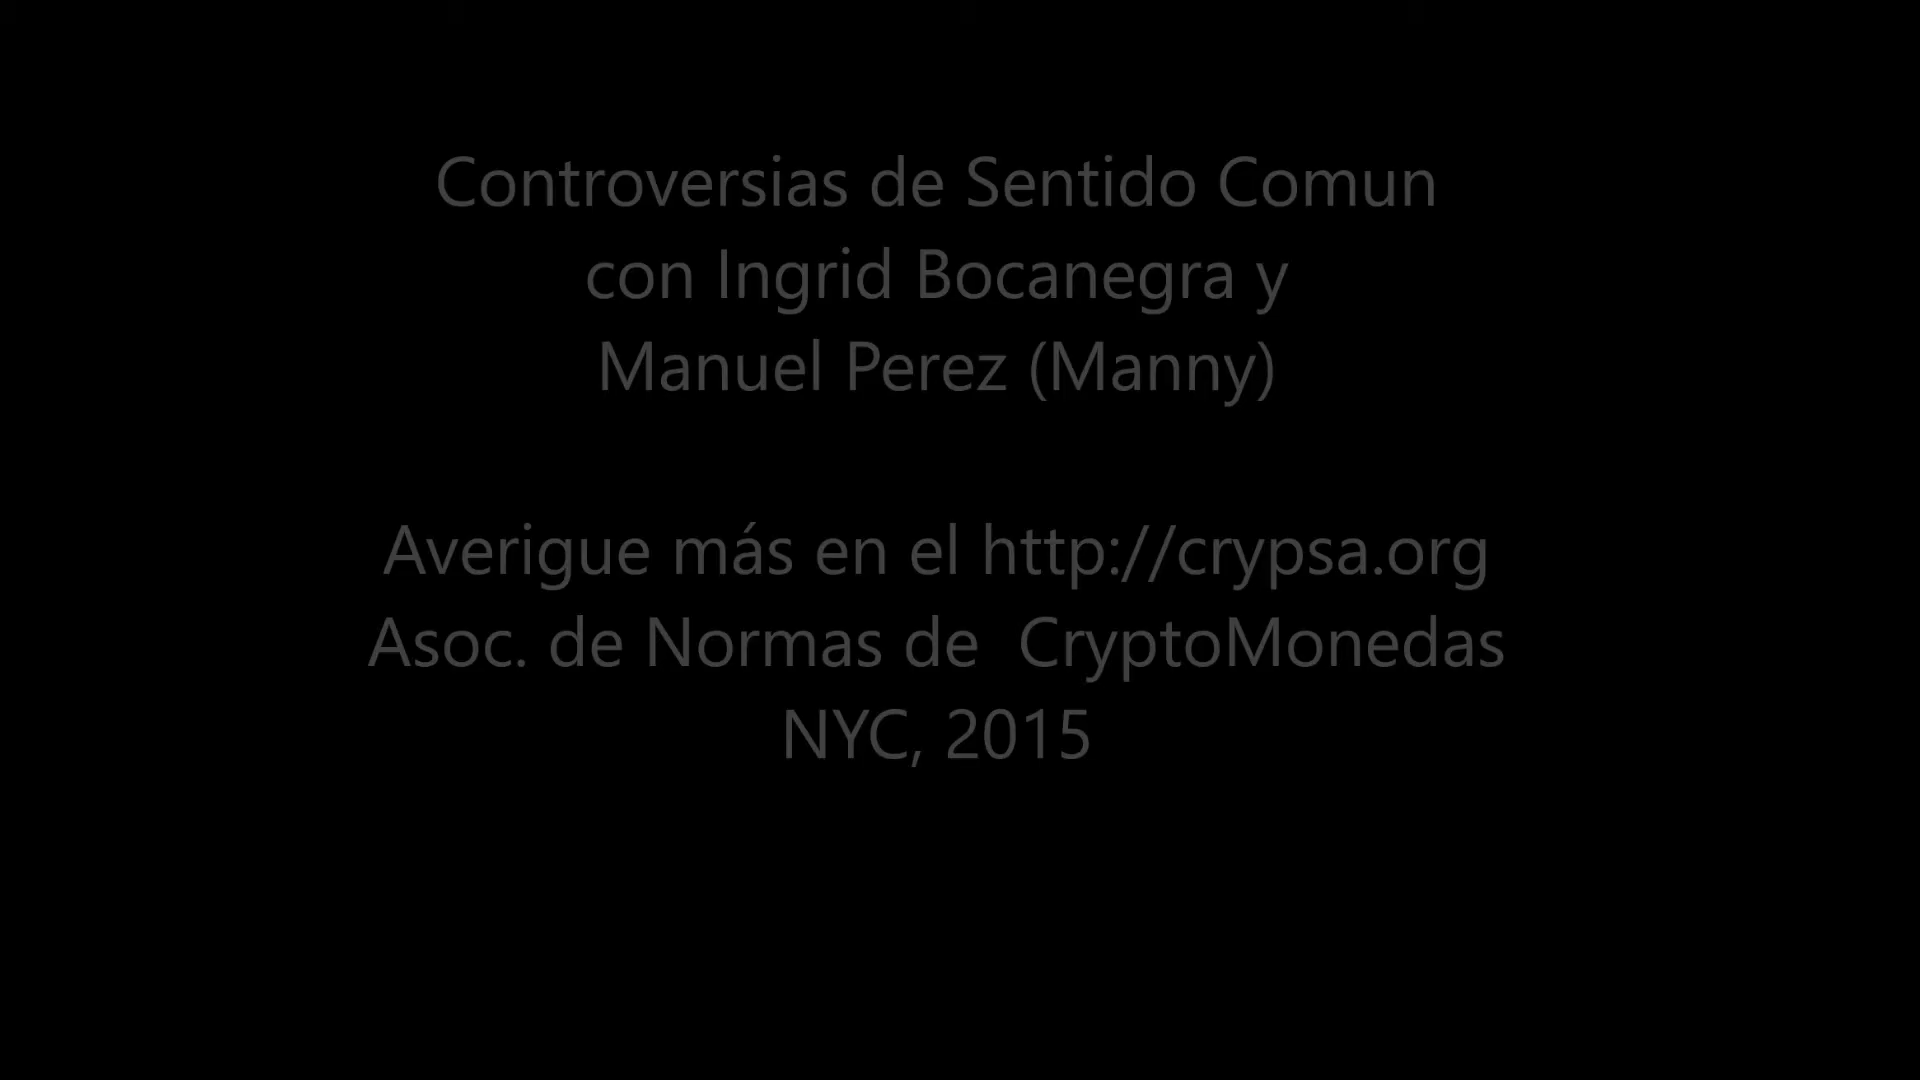 Controversias de Sentido Comun
con Ingrid Bocanegra y
Manuel Perez (Manny)
Averigue más en el http://crypsa.org
Asoc. de Normas de  CryptoMonedas
NYC, 2015